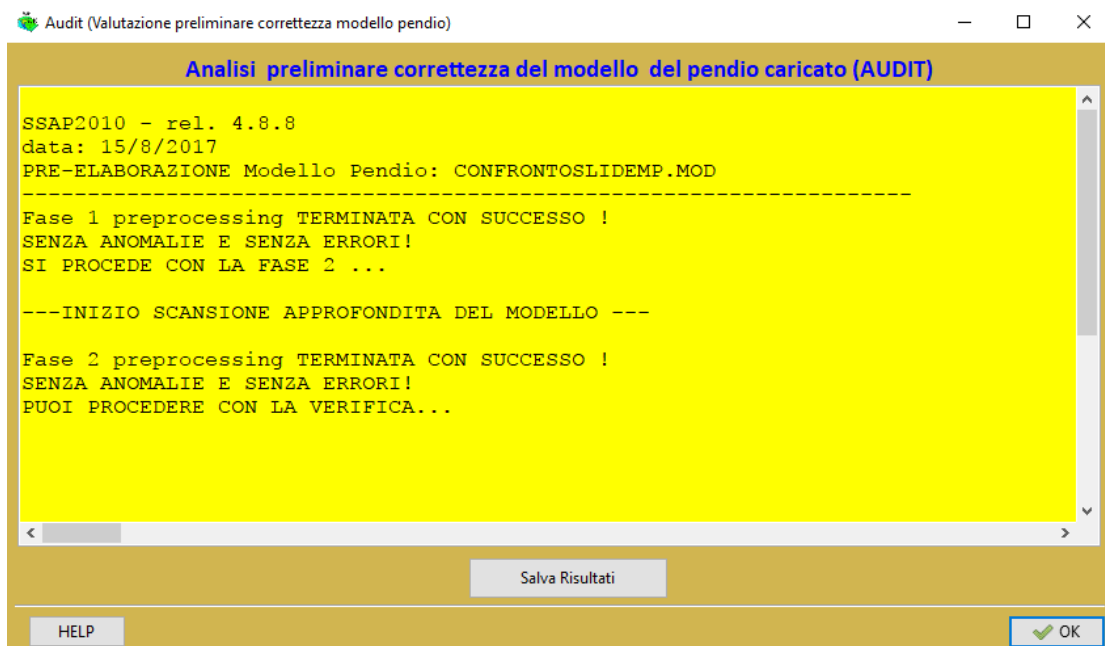 Audit (Valutazione preliminare correttezza modello pendio)
Analisi preliminare correttezza del modello del pendio caricato (AUDIT)
SSAP2010 - rel. 4.8.8
data: 15/8/2017
PRE-ELABORAZIONE Modello Pendio: CONFRONTOSLIDEMP.MOD
--------------------------------------------------------------------
Fase 1 preprocessing TERMINATA CON SUCCESSO !
SENZA ANOMALIE E SENZA ERRORI!
SI PROCEDE CON LA FASE 2 ...
---INIZIO SCANSIONE APPROFONDITA DEL MODELLO ---
Fase 2 preprocessing TERMINATA CON SUCCESSO !
SENZA ANOMALIE E SENZA ERRORI!
PUOI PROCEDERE CON LA VERIFICA...
Salva Risultati
HELP
OK